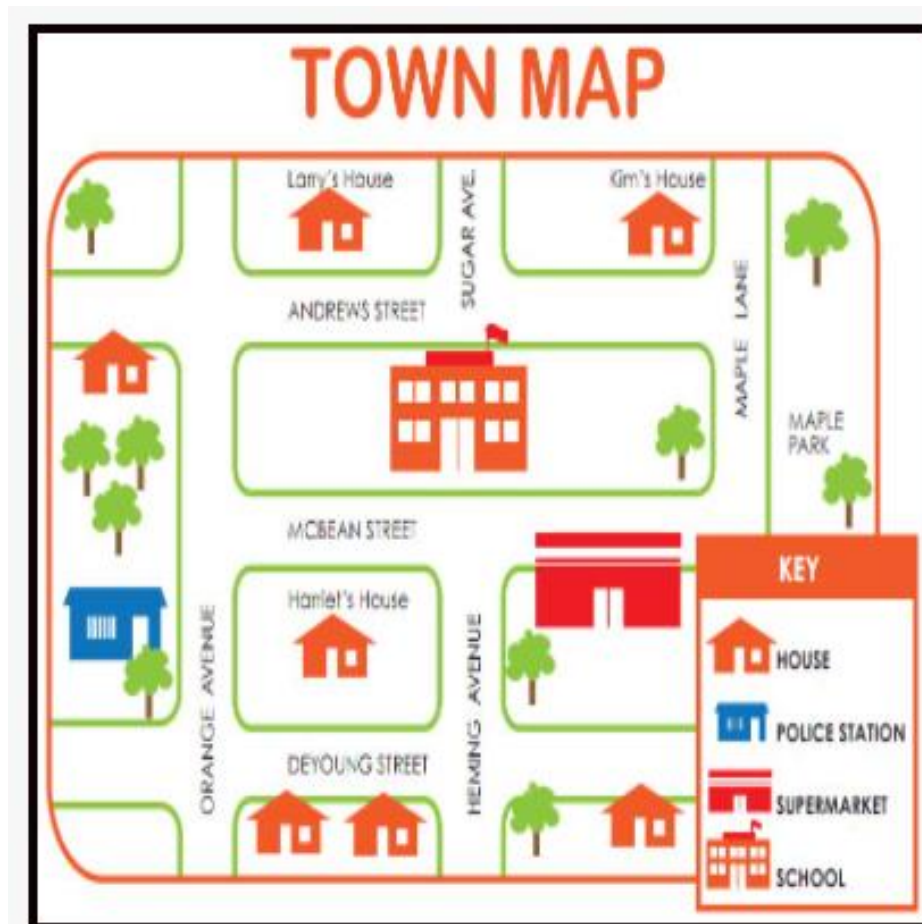 TOWN MAP
Larry's House
Kim's House
SUGAR AVE.
ANDREWS STREET
MAPLE LANE
MAPLE
PARK
MCBEAN STREET
KEY
Harriet's House
HOUSE
ORANGE AVENUE
HEMING AVENUE
POLICE STATION
DEYOUNG STREET
SUPERMARKET
SCHOOL